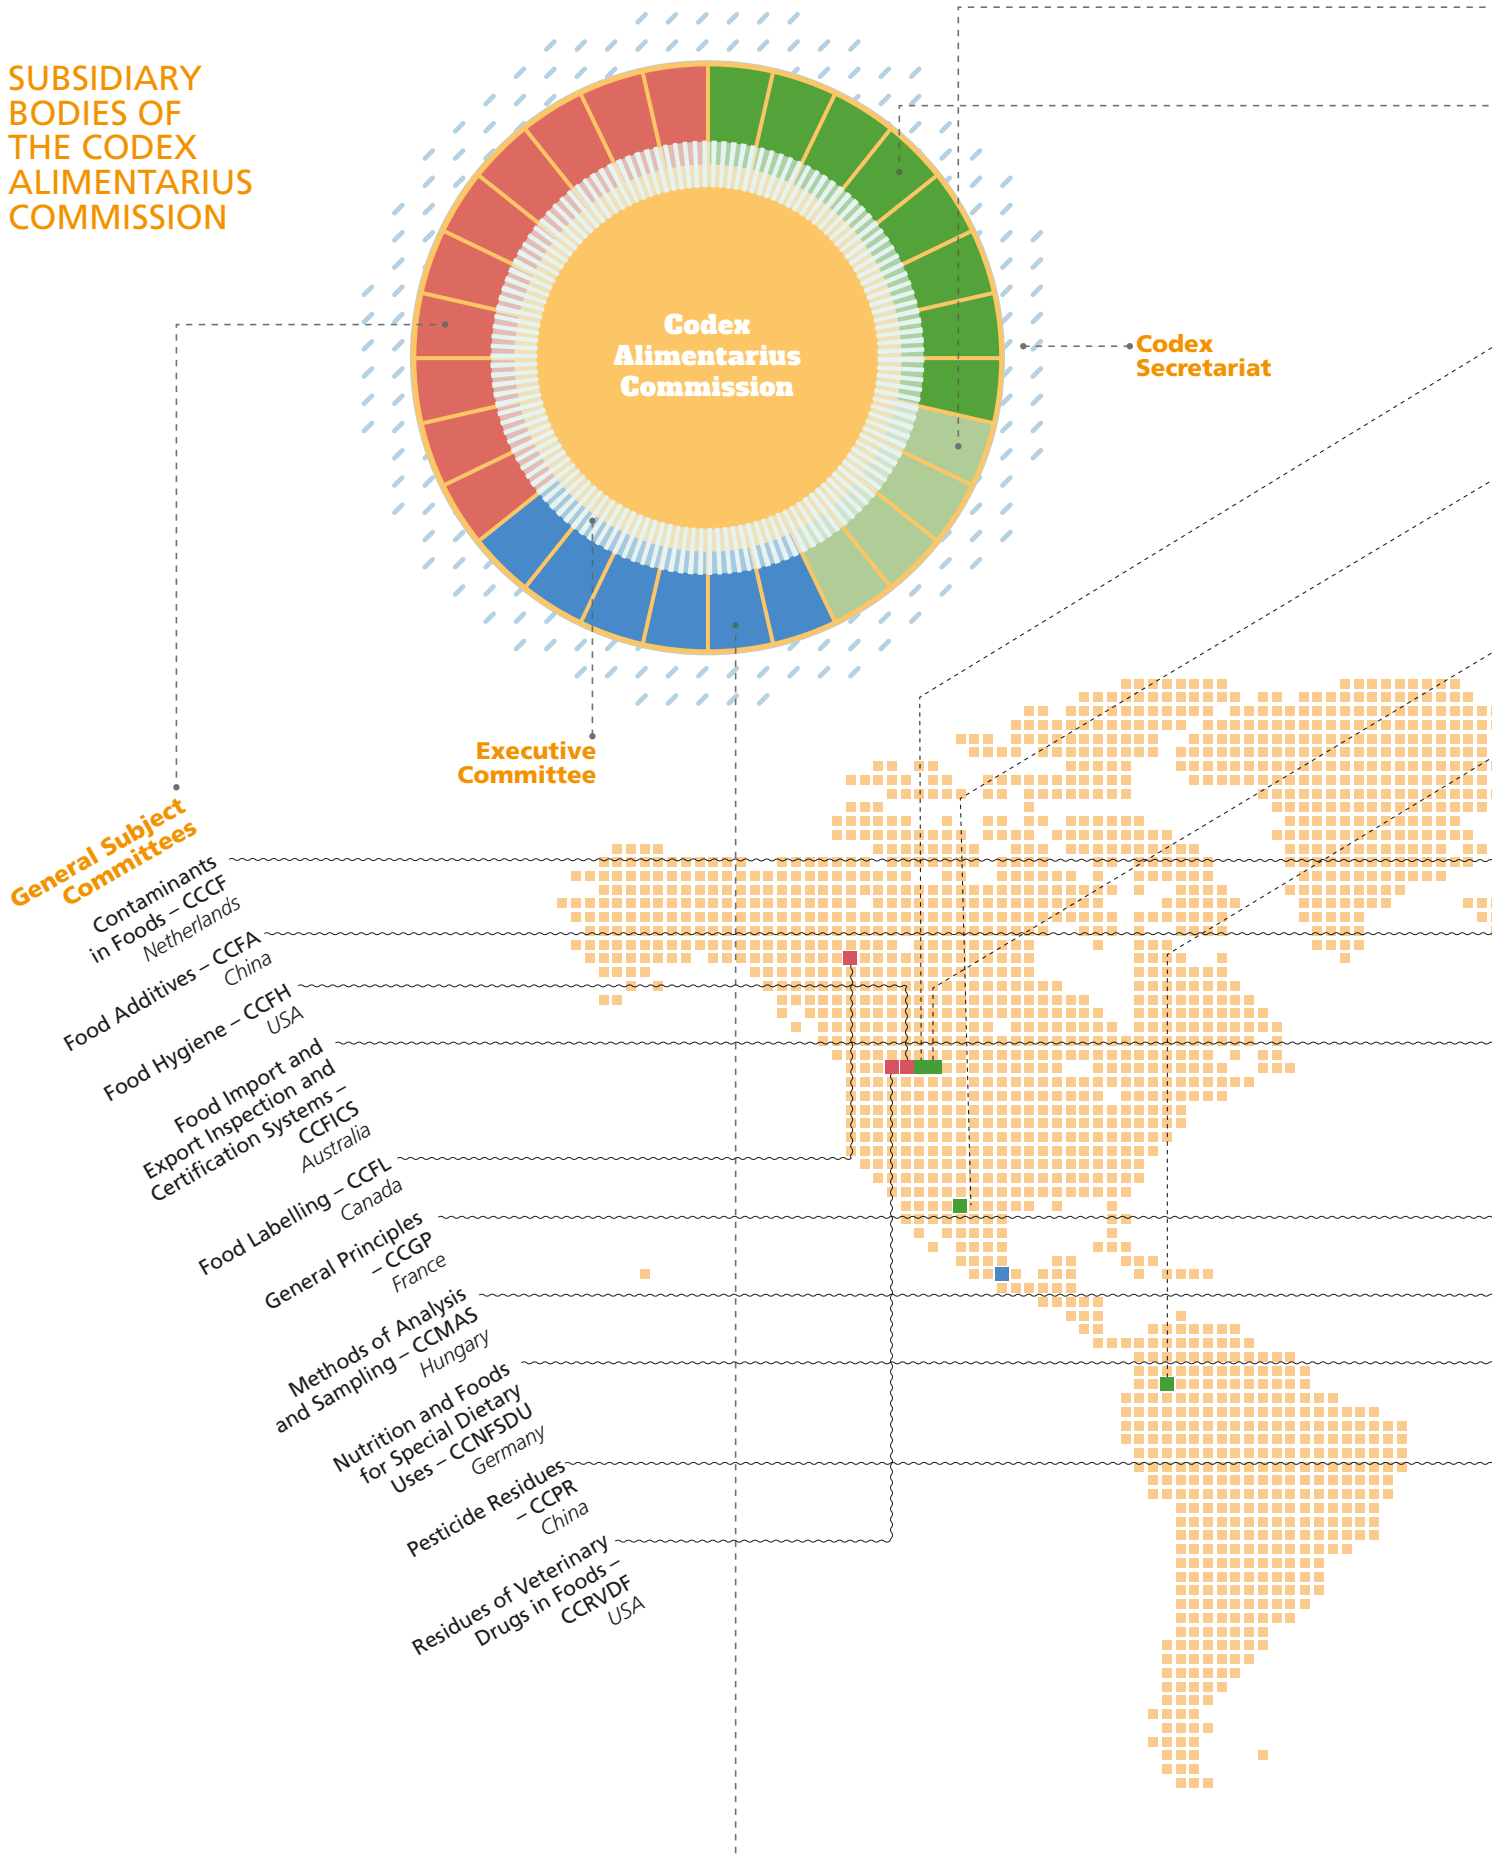 SUBSIDIARY
BODIES OF
THE CODEX
ALIMENTARIUS
COMMISSION
Codex
Alimentarius
Commission
Codex
Secretariat
Executive
Committee
General Subject
Committees
Contaminants
in Foods – CCCF
Netherlands
Food Additives – CCFA
China
Food Hygiene – CCFH
USA
Food Import and
Export Inspection and
Certification Systems –
CCFICS
Australia
Food Labelling – CCFL
Canada
General Principles
– CCGP
France
Methods of Analysis
and Sampling – CCMAS
Hungary
Nutrition and Foods
for Special Dietary
Uses – CCNFSDU
Germany
Pesticide Residues
– CCPR
China
Residues of Veterinary
Drugs in Foods –
CCRVDF
USA